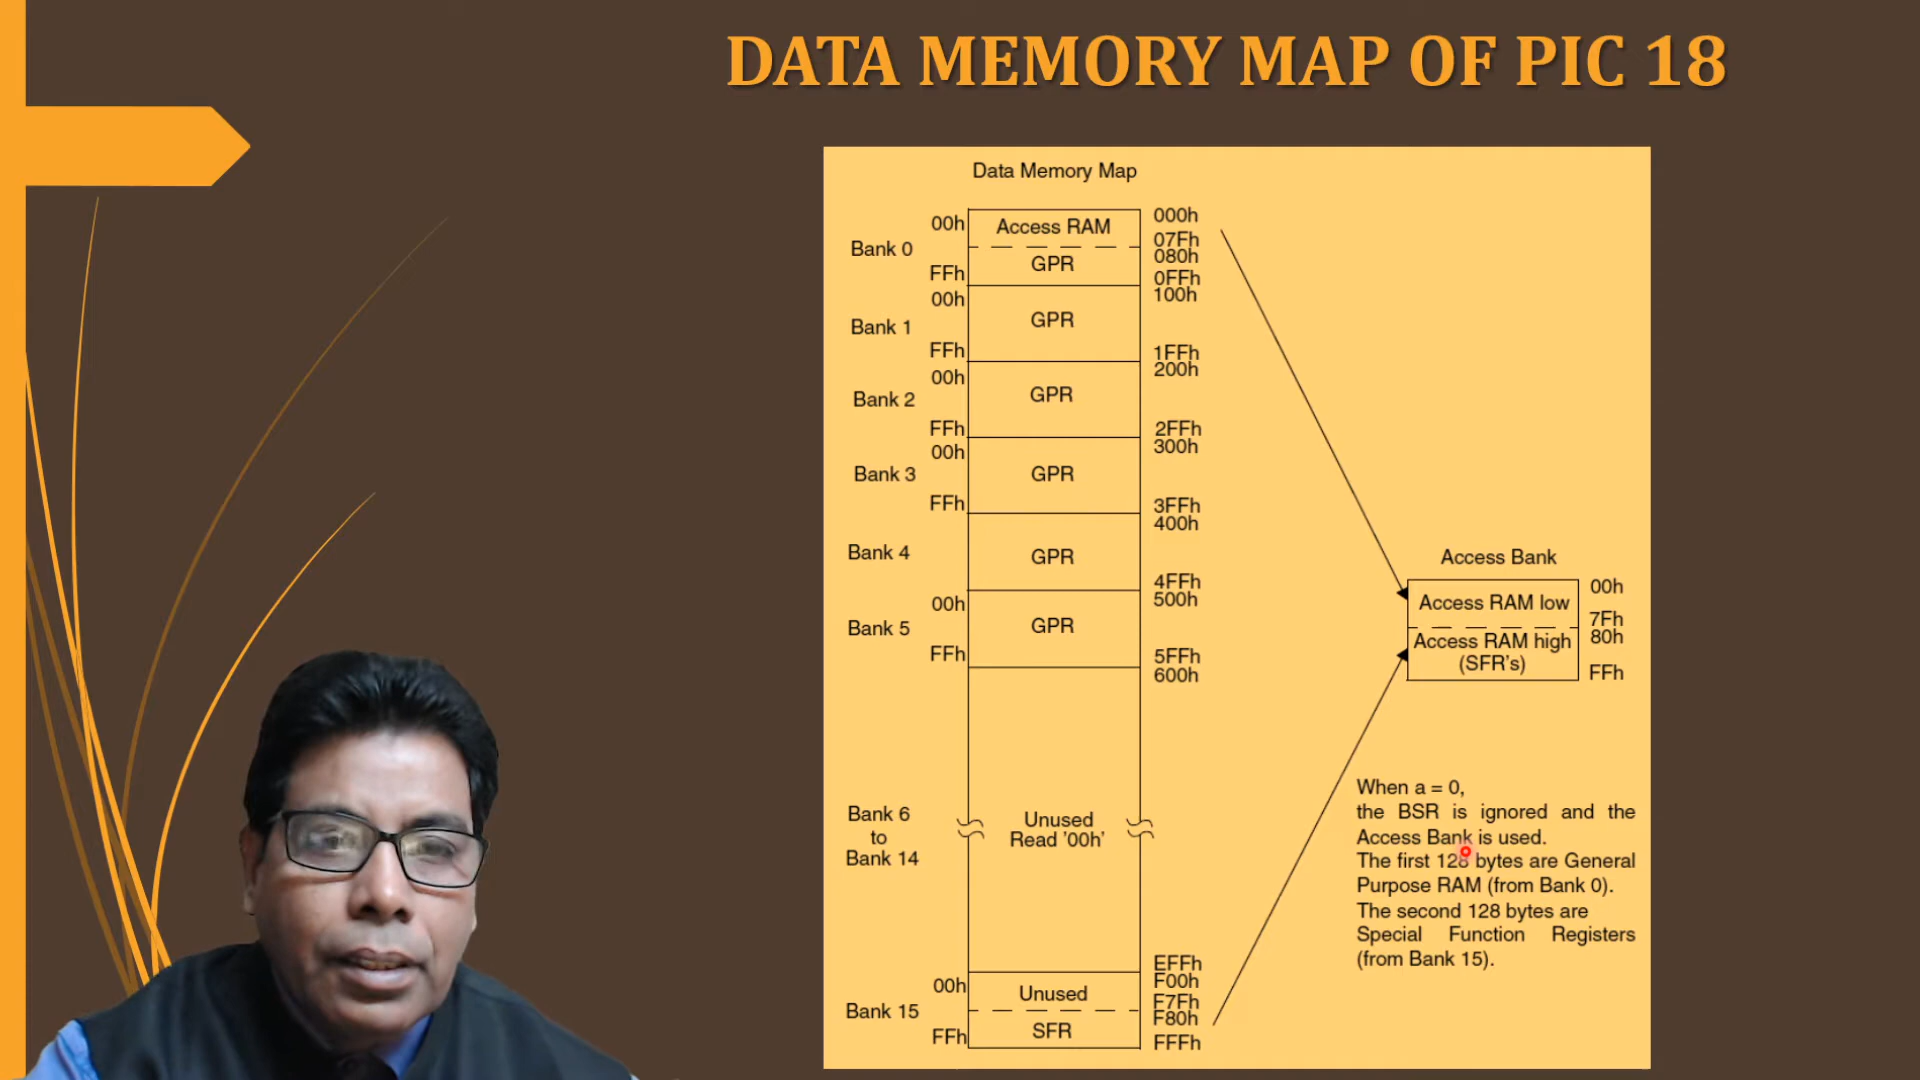 DATA MEMORY MAP OF PIC 18
Data Memory Map
00h
Access RAM
000h
07Fh
Bank 0
080h
FFh
GPR
0FFh
00h
100h
Bank 1
GPR
FFh
1FFh
00h
200h
Bank 2
GPR
FFh
2FFh
00h
300h
Bank 3
GPR
FFh
3FFh
400h
Bank 4
GPR
4FFh
00h
500h
Bank 5
GPR
FFh
5FFh
600h
Bank 6
to
Bank 14
Unused
Read '00h'
EFFh
00h
F00h
Unused
F7Fh
Bank 15
F80h
FFh
SFR
FFFh
Access Bank
Access RAM low
00h
7Fh
Access RAM high
(SFR's)
80h
FFh
When a = 0,
the BSR is ignored and the
Access Bank is used.
The first 128 bytes are General
Purpose RAM (from Bank 0).
The second 128 bytes are
Special Function Registers
(from Bank 15).